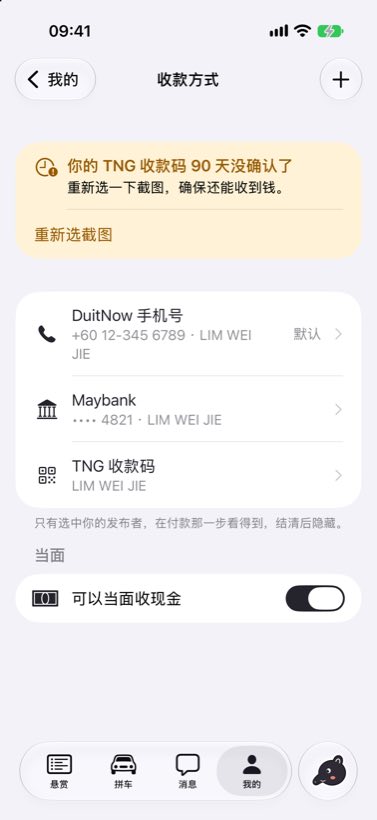 09:41
我的
收款方式
你的 TNG 收款码 90 天没确认了
重新选一下截图，确保还能收到钱。
重新选截图
DuitNow 手机号
+60 12-345 6789 · LIM WEI
JIE
默认
Maybank
•••• 4821 · LIM WEI JIE
TNG 收款码
LIM WEI JIE
只有选中你的发布者，在付款那一步看得到，结清后隐藏。
当面
可以当面收现金
悬赏
拼车
消息
我的